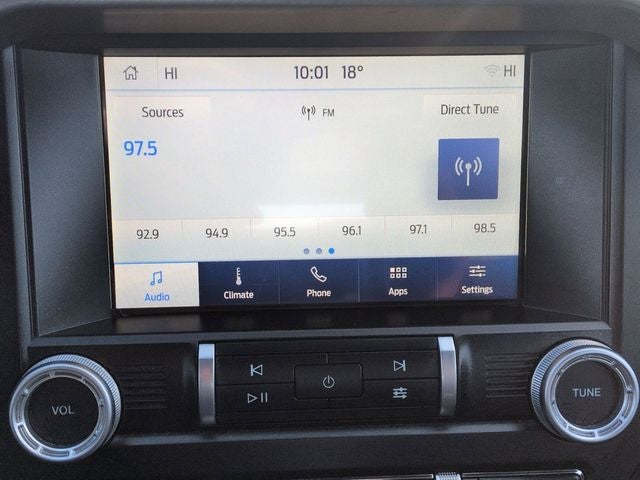 HI 10:01 18° HI
Sources FM Direct Tune
97.5
92.9 94.9 95.5 96.1 97.1 98.5
Audio Climate Phone Apps Settings
VOL TUNE